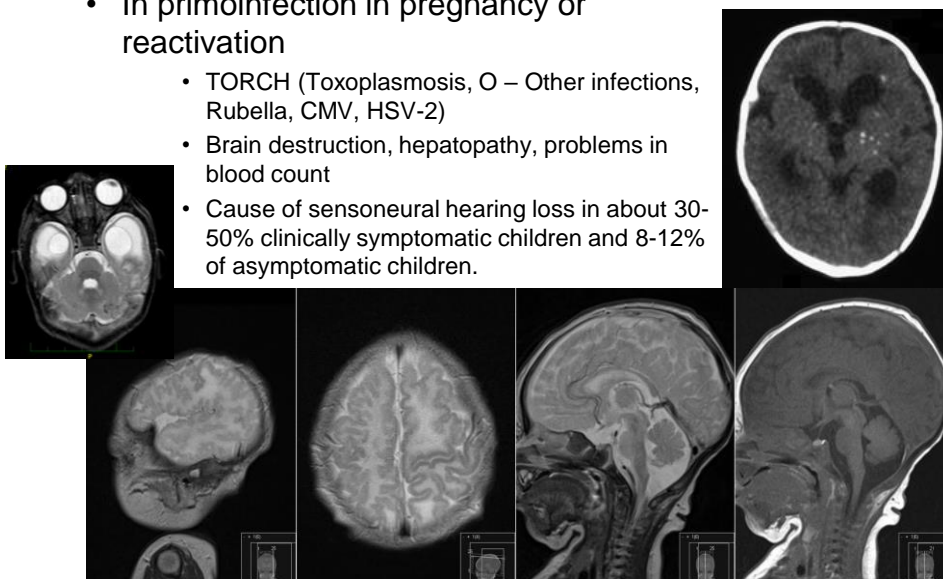 • In primoinfection in pregnancy or
reactivation
• TORCH (Toxoplasmosis, O – Other infections,
Rubella, CMV, HSV-2)
• Brain destruction, hepatopathy, problems in
blood count
• Cause of sensoneural hearing loss in about 30-
50% clinically symptomatic children and 8-12%
of asymptomatic children.